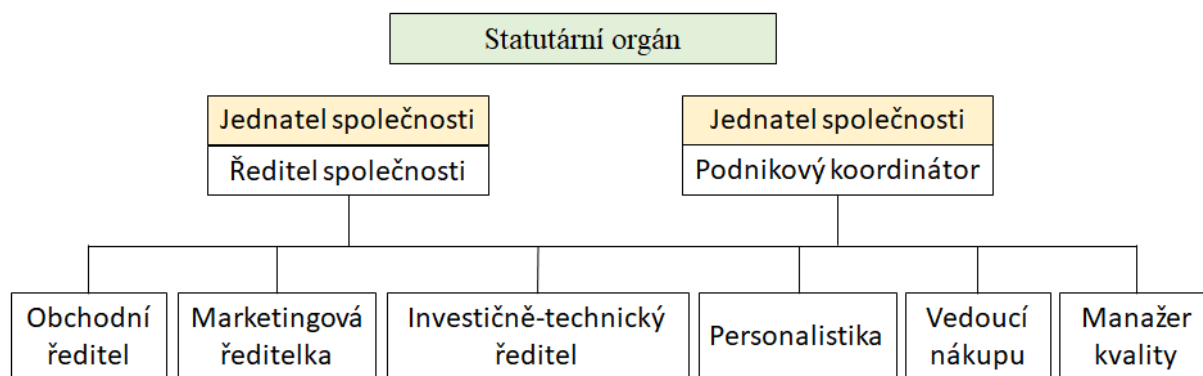 Statutární orgán
Jednatel společnosti
Ředitel společnosti
Jednatel společnosti
Podnikový koordinátor
Obchodní
ředitel
Marketingová
ředitelka
Investičně-technický
ředitel
Personalistika
Vedoucí
nákupu
Manažer
kvality